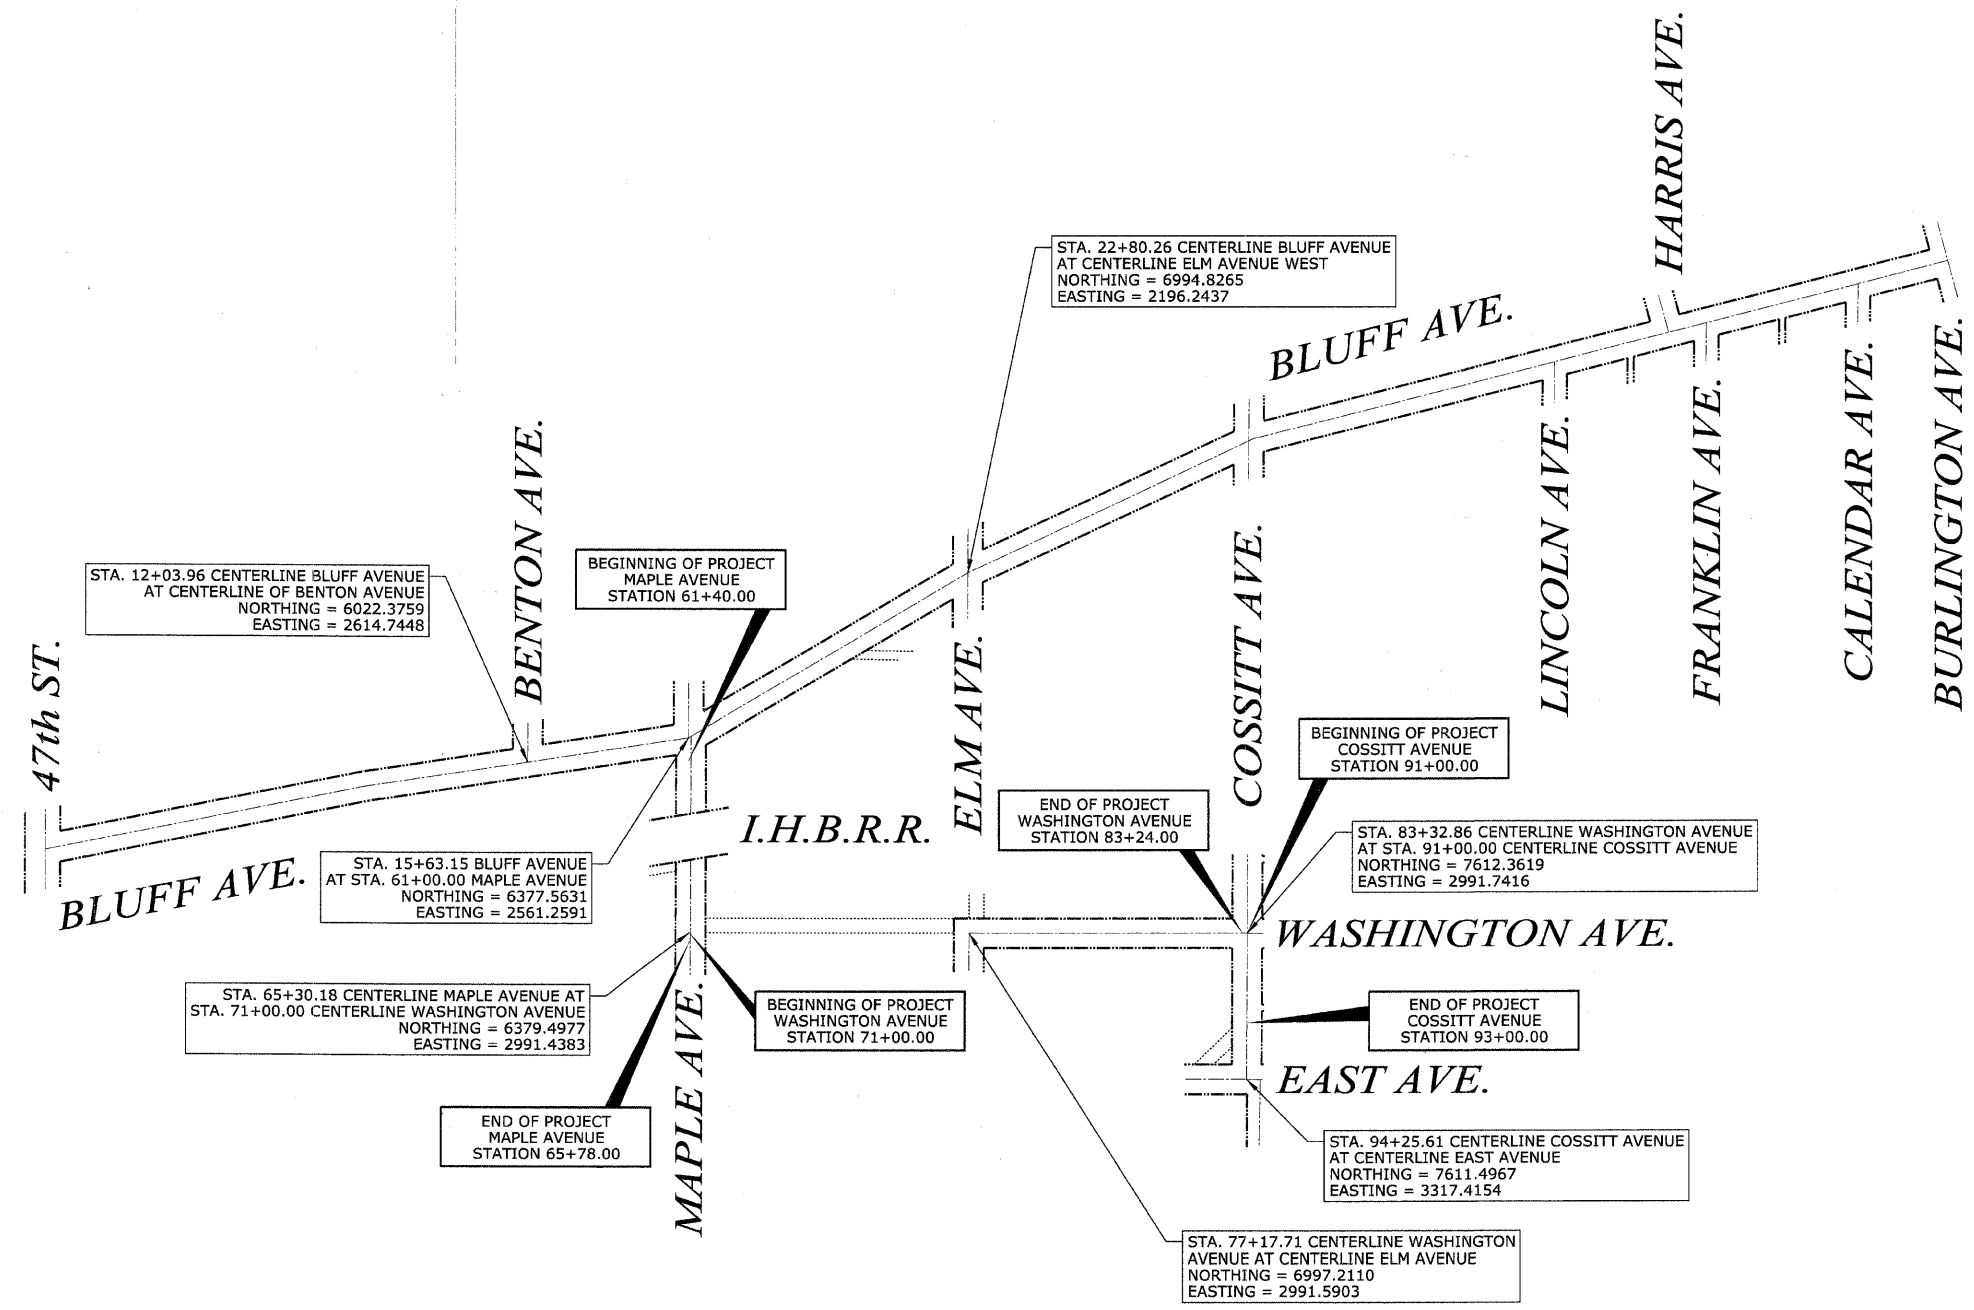 HARRIS AVE.
STA. 22+80.26 CENTERLINE BLUFF AVENUE
AT CENTERLINE ELM AVENUE WEST
NORTHING = 6994.8265
EASTING = 2196.2437
BLUFF AVE.
BENTON AVE.
STA. 12+03.96 CENTERLINE BLUFF AVENUE
AT CENTERLINE OF BENTON AVENUE
NORTHING = 6022.3759
EASTING = 2614.7448
BEGINNING OF PROJECT
MAPLE AVENUE
STATION 61+40.00
47th ST.
ELM AVE.
COSSITT AVE.
LINCOLN AVE.
FRANKLIN AVE.
CALENDAR AVE.
BURLINGTON AVE.
BEGINNING OF PROJECT
COSSITT AVENUE
STATION 91+00.00
END OF PROJECT
WASHINGTON AVENUE
STATION 83+24.00
I.H.B.R.R.
STA. 83+32.86 CENTERLINE WASHINGTON AVENUE
AT STA. 91+00.00 CENTERLINE COSSITT AVENUE
NORTHING = 7612.3619
EASTING = 2991.7416
BLUFF AVE.
STA. 15+63.15 BLUFF AVENUE
AT STA. 61+00.00 MAPLE AVENUE
NORTHING = 6377.5631
EASTING = 2561.2591
WASHINGTON AVE.
STA. 65+30.18 CENTERLINE MAPLE AVENUE AT
STA. 71+00.00 CENTERLINE WASHINGTON AVENUE
NORTHING = 6379.4977
EASTING = 2991.4383
BEGINNING OF PROJECT
WASHINGTON AVENUE
STATION 71+00.00
END OF PROJECT
COSSITT AVENUE
STATION 93+00.00
EAST AVE.
MAPLE AVE.
END OF PROJECT
MAPLE AVENUE
STATION 65+78.00
STA. 94+25.61 CENTERLINE COSSITT AVENUE
AT CENTERLINE EAST AVENUE
NORTHING = 7611.4967
EASTING = 3317.4154
STA. 77+17.71 CENTERLINE WASHINGTON
AVENUE AT CENTERLINE ELM AVENUE
NORTHING = 6997.2110
EASTING = 2991.5903